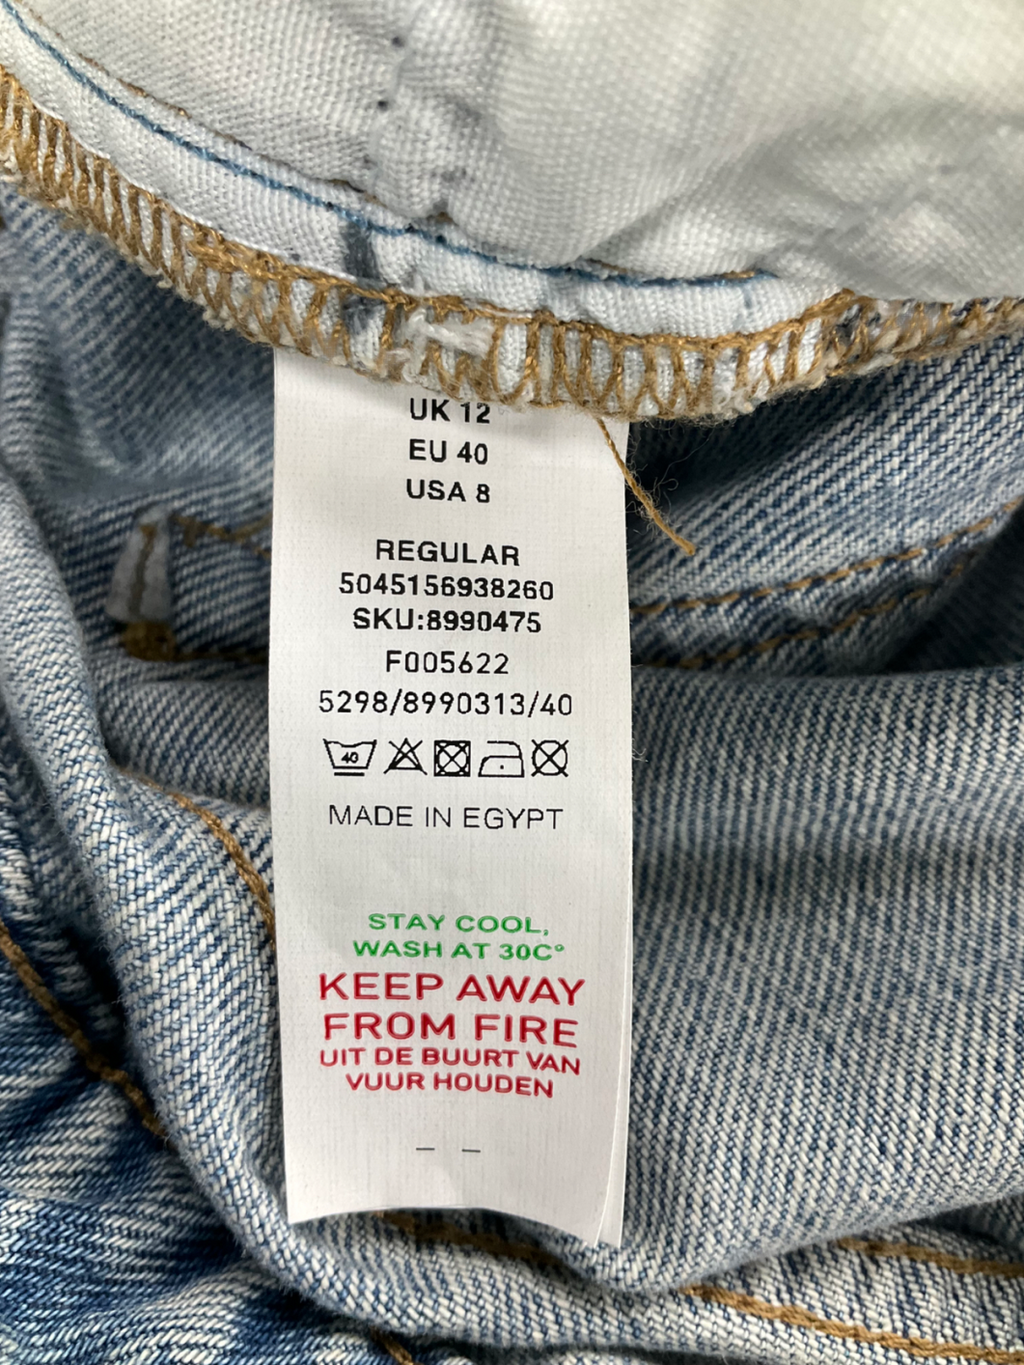 UK 12
EU 40
USA 8
REGULAR
5045156938260
SKU:8990475
F005622
5298/8990313/40
40
MADE IN EGYPT
STAY COOL,
WASH AT 30C°
KEEP AWAY
FROM FIRE
UIT DE BUURT VAN
VUUR HOUDEN
– –